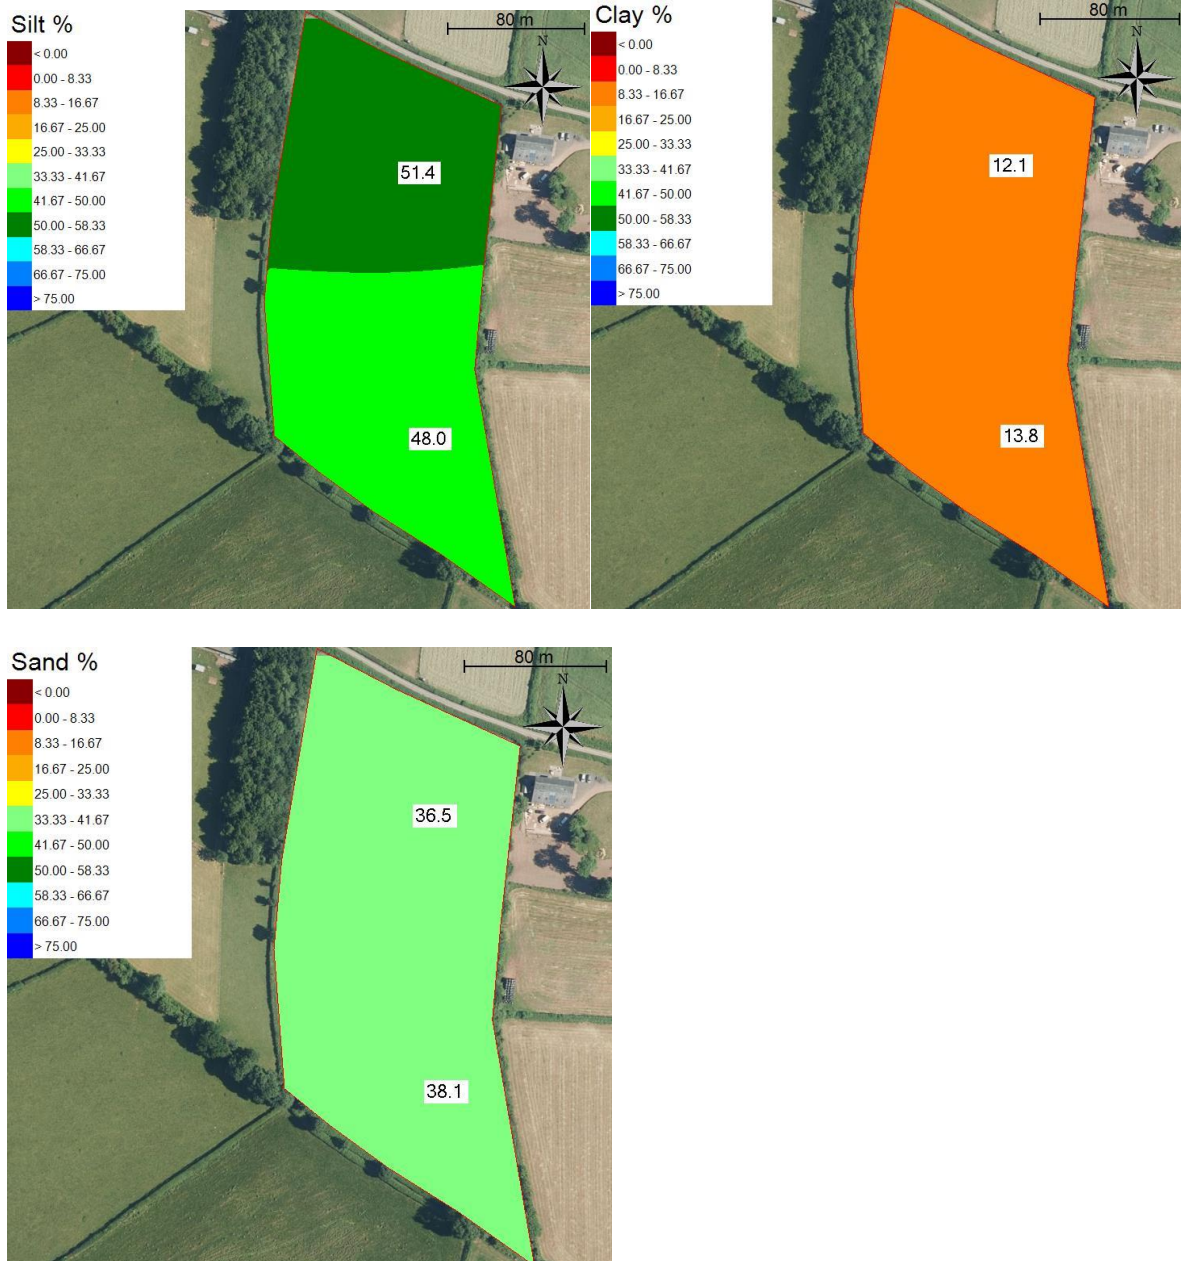 Silt %
< 0.00
0.00 - 8.33
8.33 - 16.67
16.67 - 25.00
25.00 - 33.33
33.33 - 41.67
41.67 - 50.00
50.00 - 58.33
58.33 - 66.67
66.67 - 75.00
> 75.00
80 m
N
51.4
48.0
Clay %
< 0.00
0.00 - 8.33
8.33 - 16.67
16.67 - 25.00
25.00 - 33.33
33.33 - 41.67
41.67 - 50.00
50.00 - 58.33
58.33 - 66.67
66.67 - 75.00
> 75.00
80 m
N
12.1
13.8
Sand %
< 0.00
0.00 - 8.33
8.33 - 16.67
16.67 - 25.00
25.00 - 33.33
33.33 - 41.67
41.67 - 50.00
50.00 - 58.33
58.33 - 66.67
66.67 - 75.00
> 75.00
80 m
N
36.5
38.1